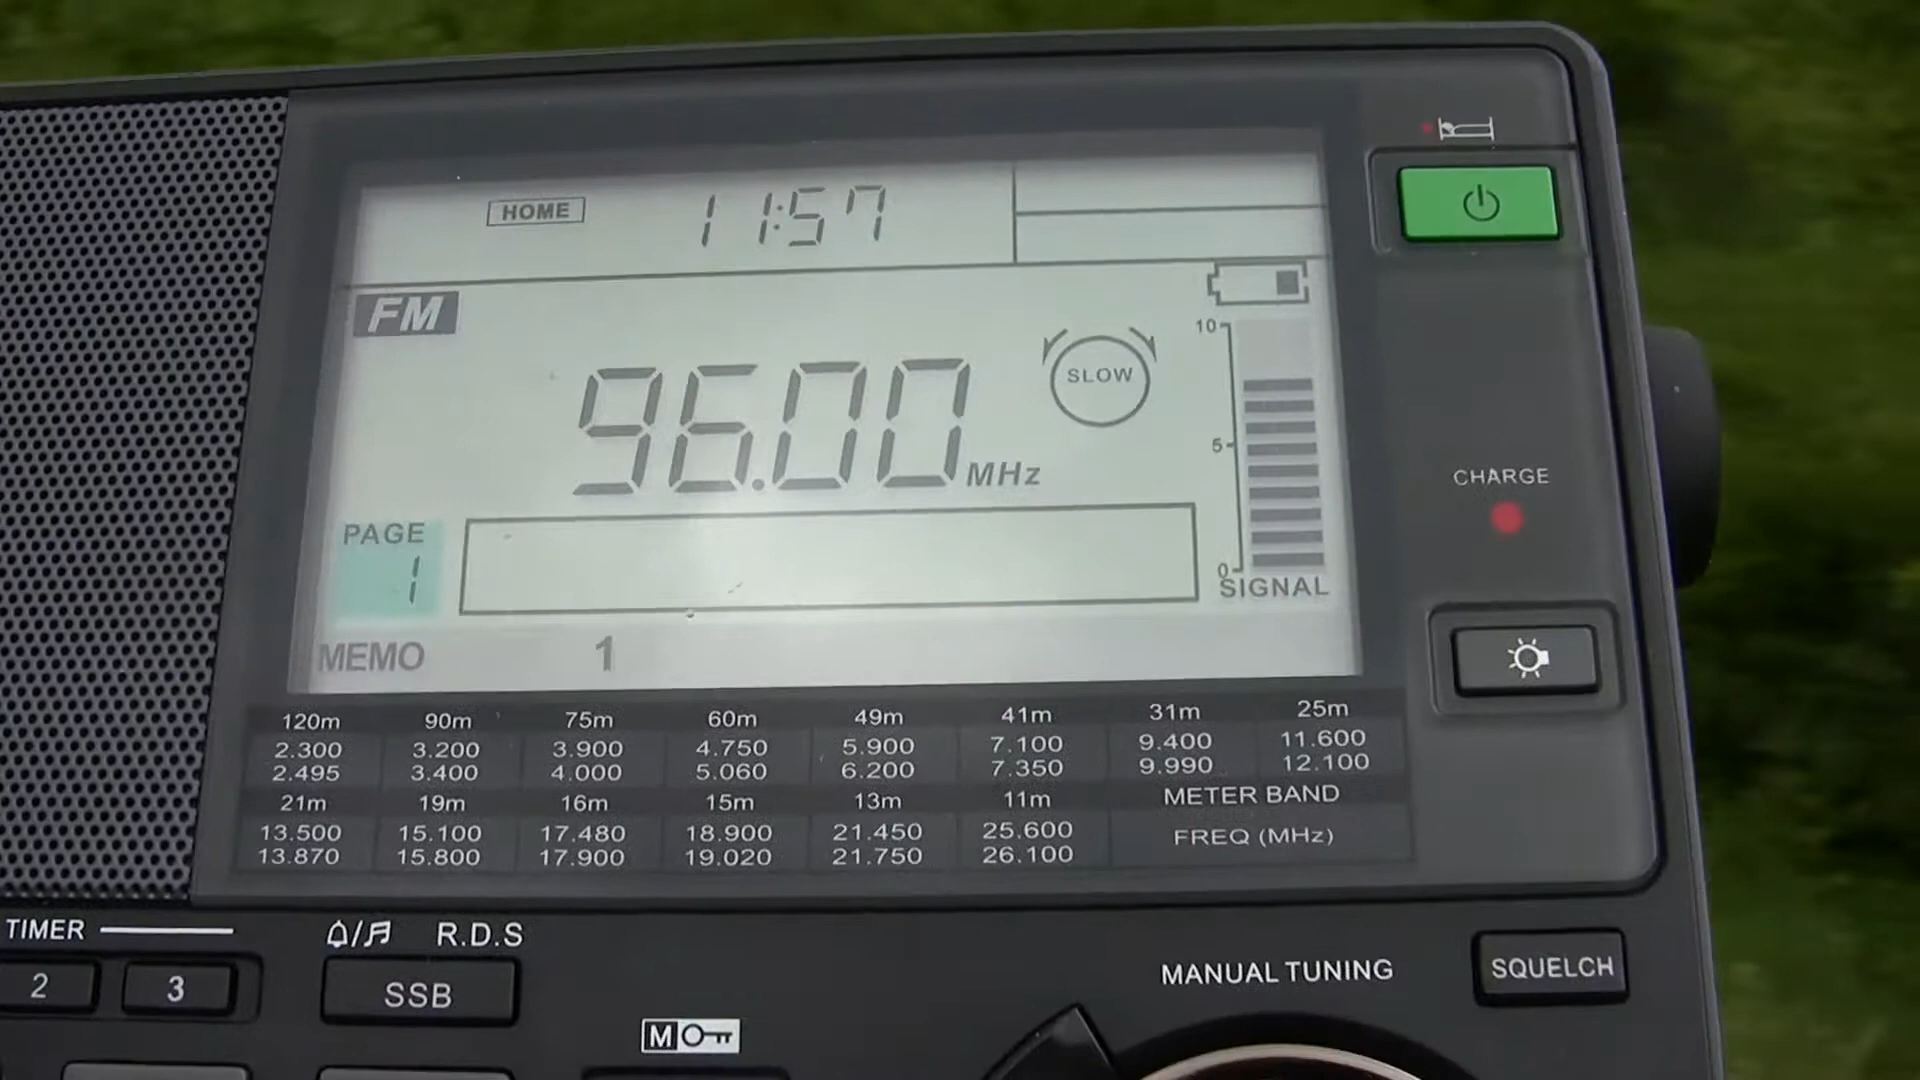 HOME 11:57
FM
96.00 MHz
SLOW
10
5
0
SIGNAL
PAGE
1
MEMO 1
CHARGE
120m 90m 75m 60m 49m 41m 31m 25m
2.300 3.200 3.900 4.750 5.900 7.100 9.400 11.600
2.495 3.400 4.000 5.060 6.200 7.350 9.990 12.100
21m 19m 16m 15m 13m 11m METER BAND
13.500 15.100 17.480 18.900 21.450 25.600 FREQ (MHz)
13.870 15.800 17.900 19.020 21.750 26.100
TIMER R.D.S
2 3 SSB
MANUAL TUNING SQUELCH
M